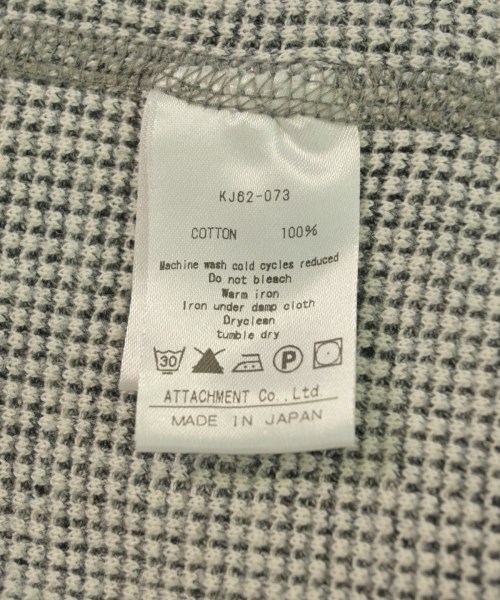 KJ62-073
COTTON 100%
Machine wash cold cycles reduced
Do not bleach
Warm iron
Iron under damp cloth
Dryclean
tumble dry
30 P
ATTACHMENT Co.,Ltd.
MADE IN JAPAN